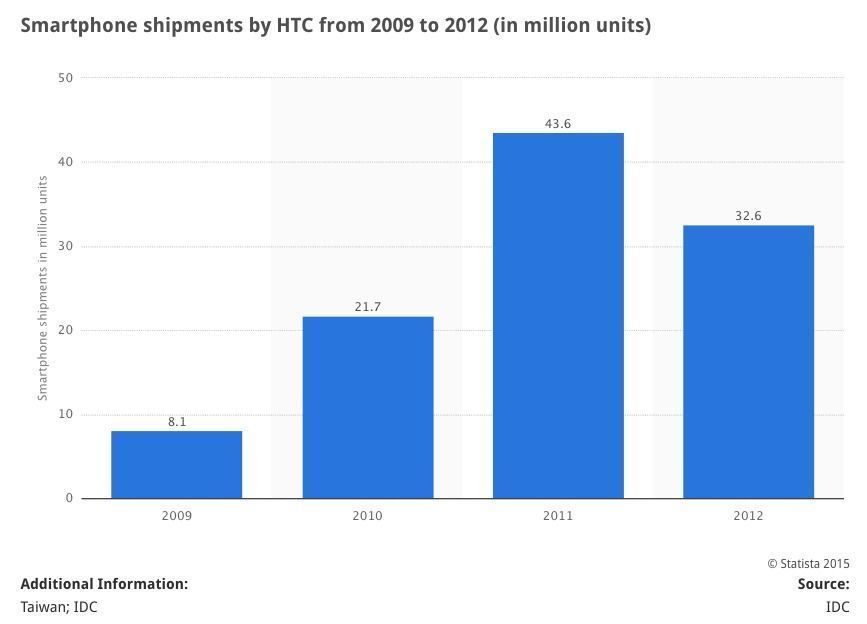 Smartphone shipments by HTC from 2009 to 2012 (in million units)
Smartphone shipments in million units
50
40
30
20
10
0
8.1
21.7
43.6
32.6
2009
2010
2011
2012
© Statista 2015
Additional Information:
Source:
Taiwan; IDC
IDC